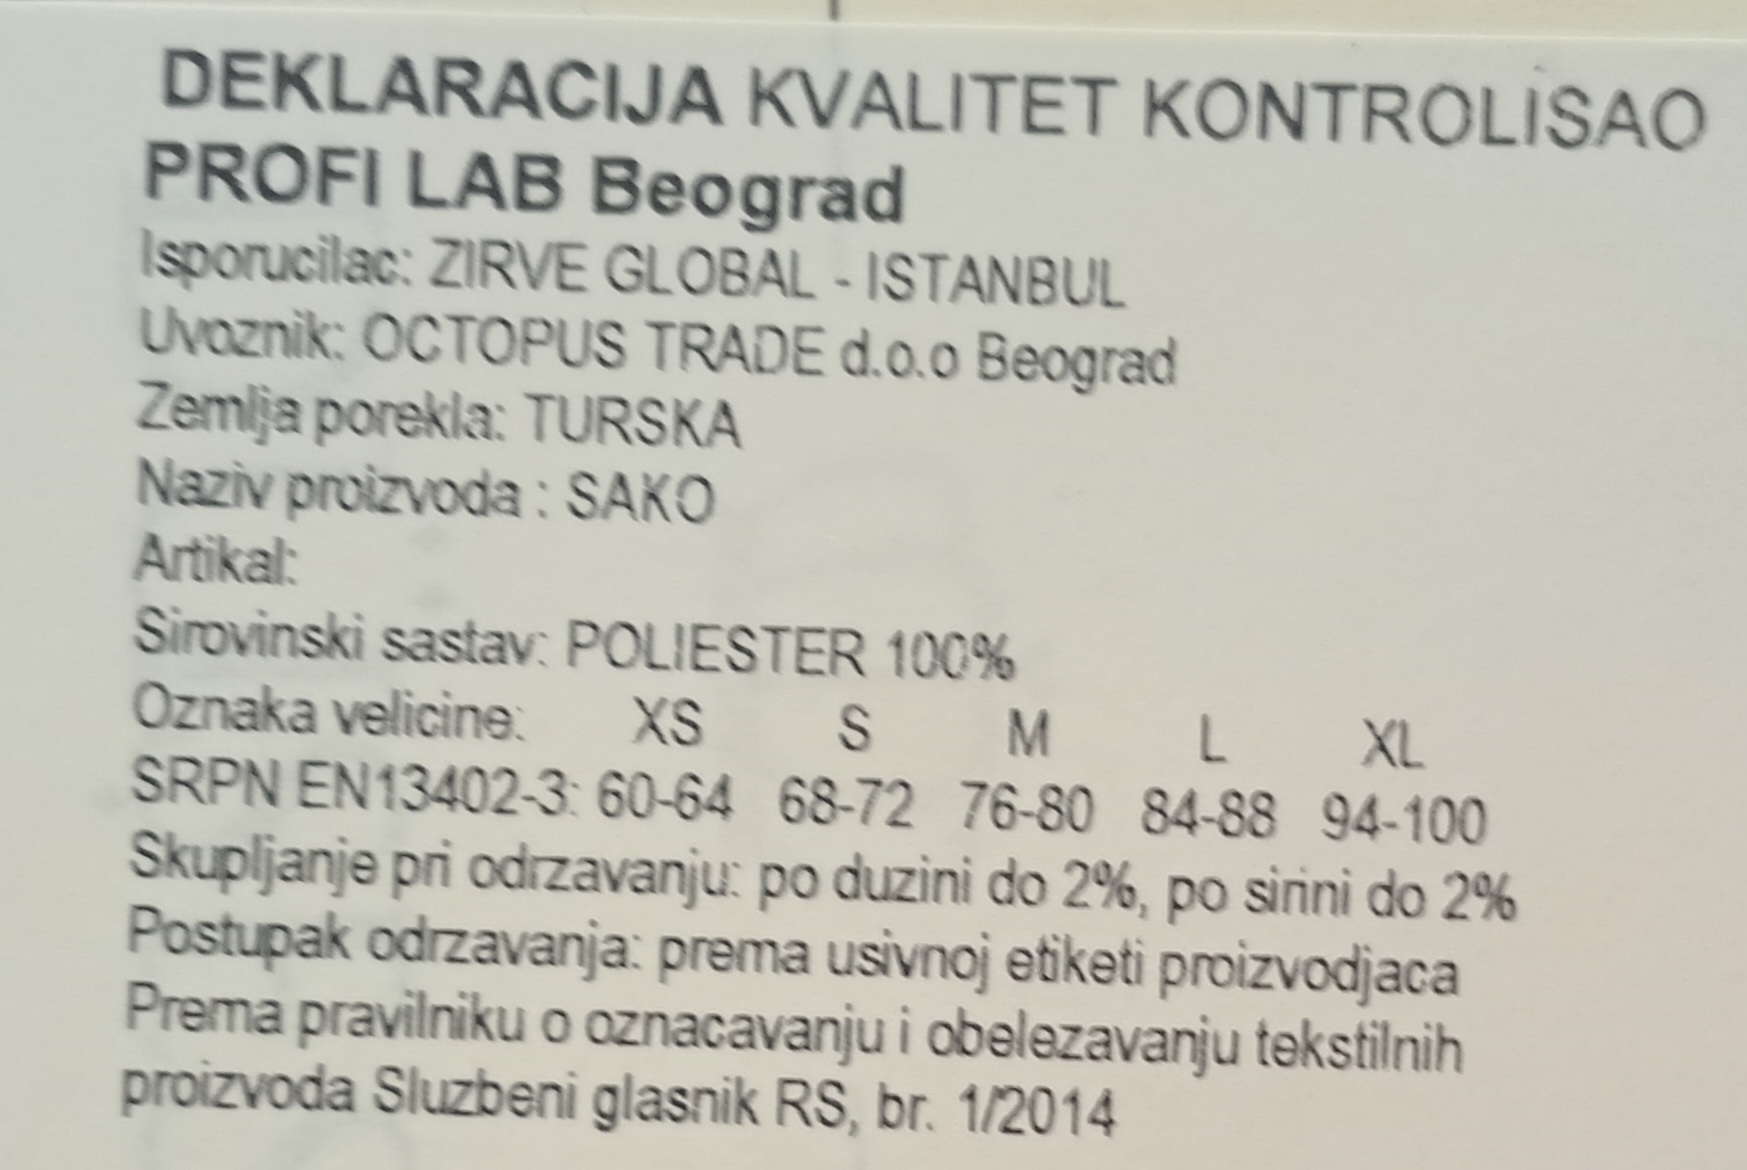 DEKLARACIJA KVALITET KONTROLISAO
PROFI LAB Beograd
Isporucilac: ZIRVE GLOBAL - ISTANBUL
Uvoznik: OCTOPUS TRADE d.o.o Beograd
Zemlja porekla: TURSKA
Naziv proizvoda : SAKO
Artikal:
Sirovinski sastav: POLIESTER 100%
Oznaka velicine: XS S M L XL
SRPN EN13402-3: 60-64 68-72 76-80 84-88 94-100
Skupljanje pri odrzavanju: po duzini do 2%, po sirini do 2%
Postupak odrzavanja: prema usivnoj etiketi proizvodjaca
Prema pravilniku o oznacavanju i obelezavanju tekstilnih
proizvoda Sluzbeni glasnik RS, br. 1/2014